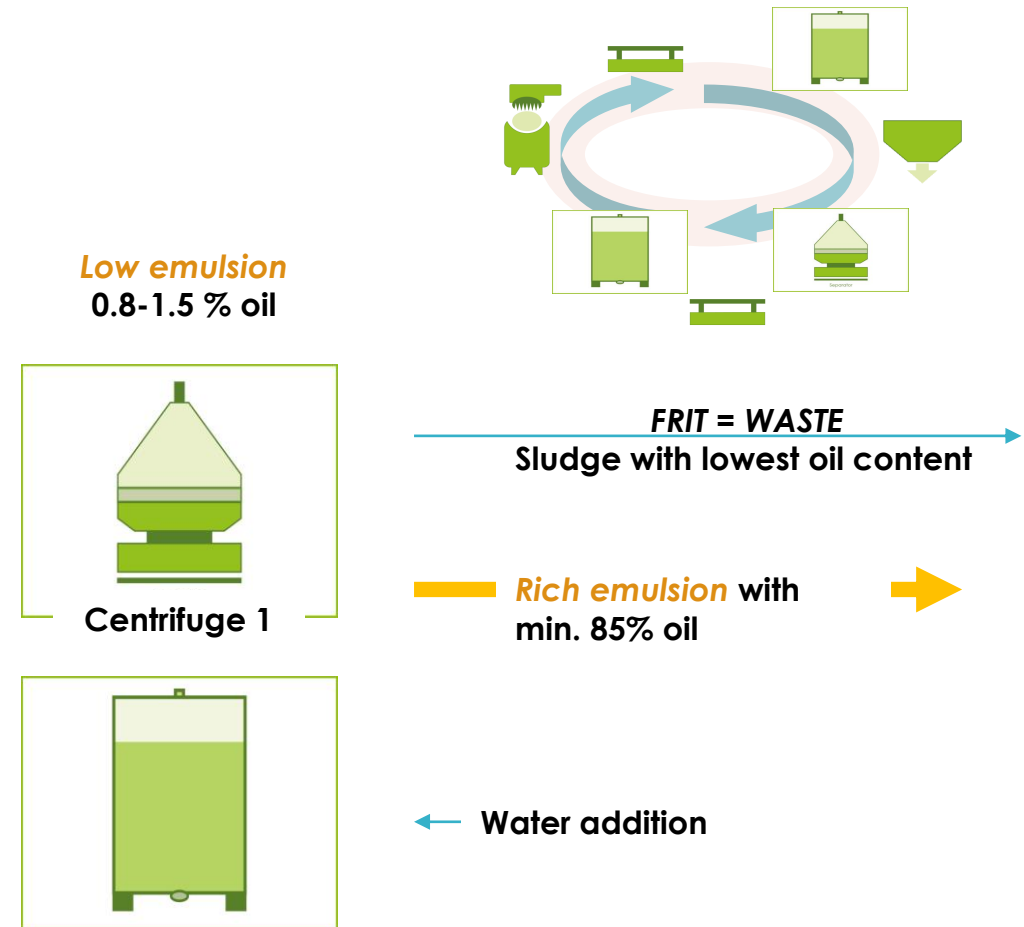 Separator
Low emulsion
0.8-1.5 % oil
FRIT = WASTE
Sludge with lowest oil content
Centrifuge 1
Rich emulsion with
min. 85% oil
Water addition